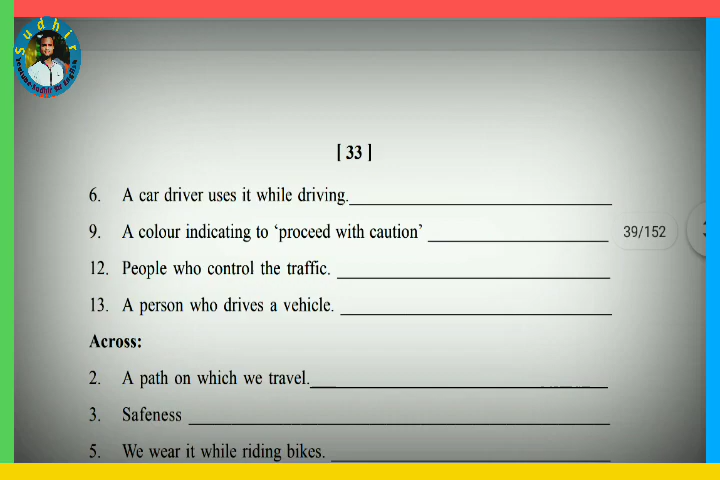 Sudhir
[ 33 ]
6. A car driver uses it while driving.
9. A colour indicating to ‘proceed with caution’
39/152
12. People who control the traffic.
13. A person who drives a vehicle.
Across:
2. A path on which we travel.
3. Safeness
5. We wear it while riding bikes.